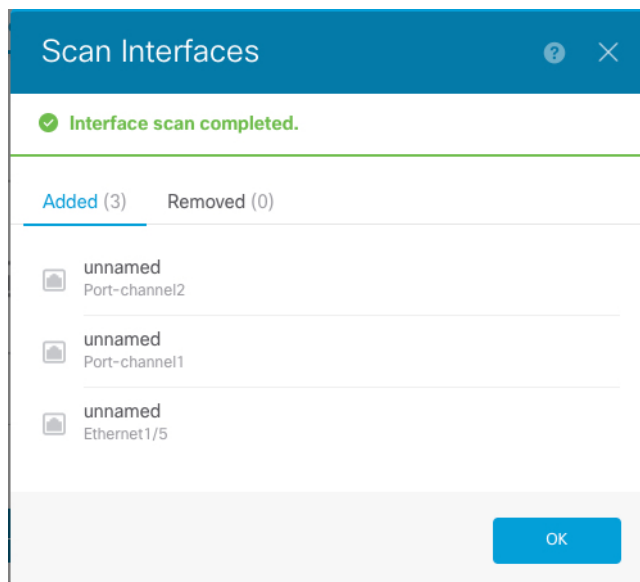 Scan Interfaces
Interface scan completed.
Added (3) Removed (0)
unnamed
Port-channel2
unnamed
Port-channel1
unnamed
Ethernet1/5
OK